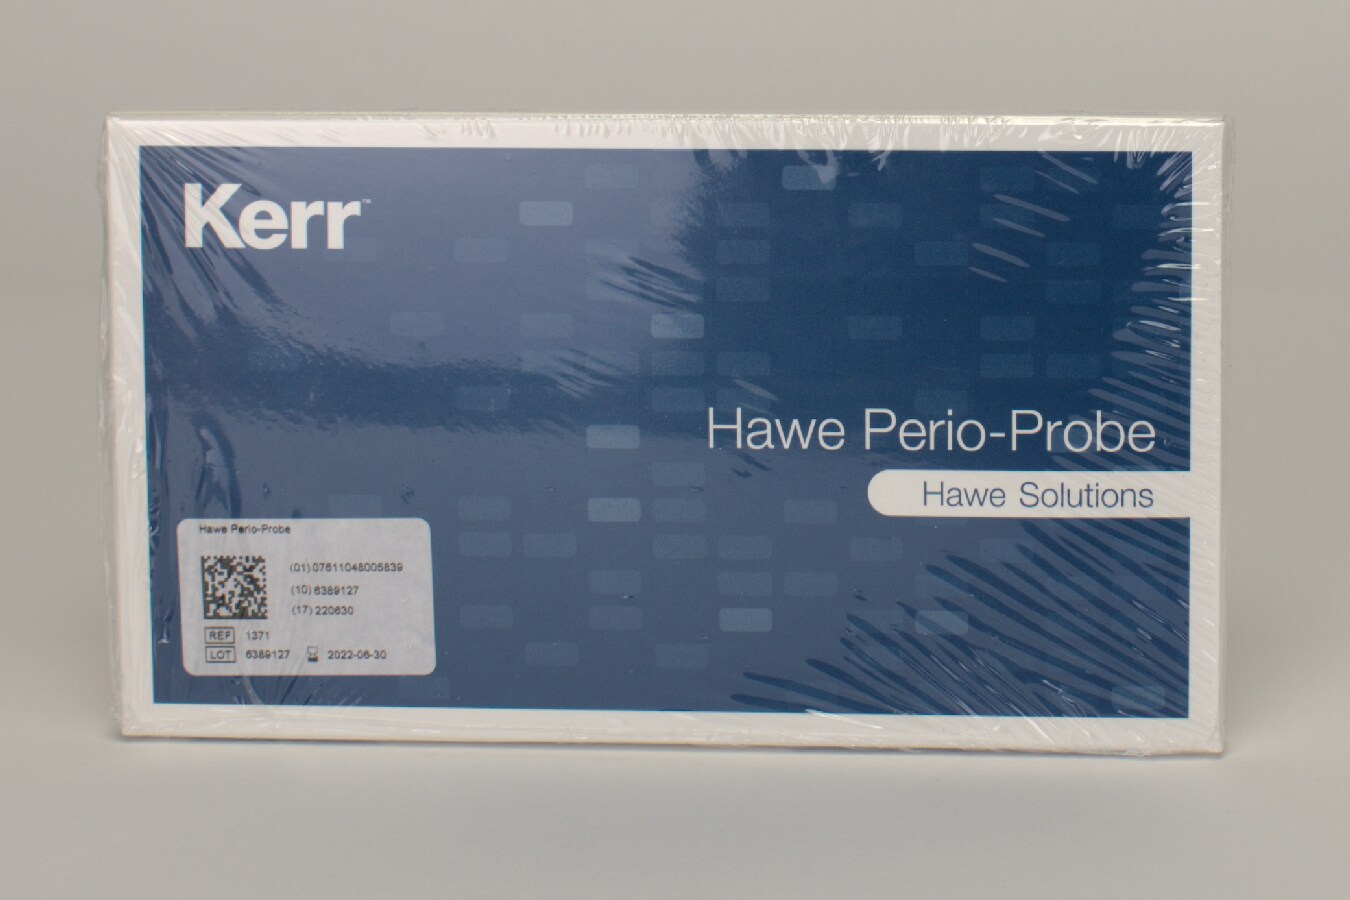 Kerr™
Hawe Perio-Probe
Hawe Solutions
Hawe Perio-Probe
(01) 07611048005839
(10) 6389127
(17) 220630
REF 1371
LOT 6389127 2022-06-30